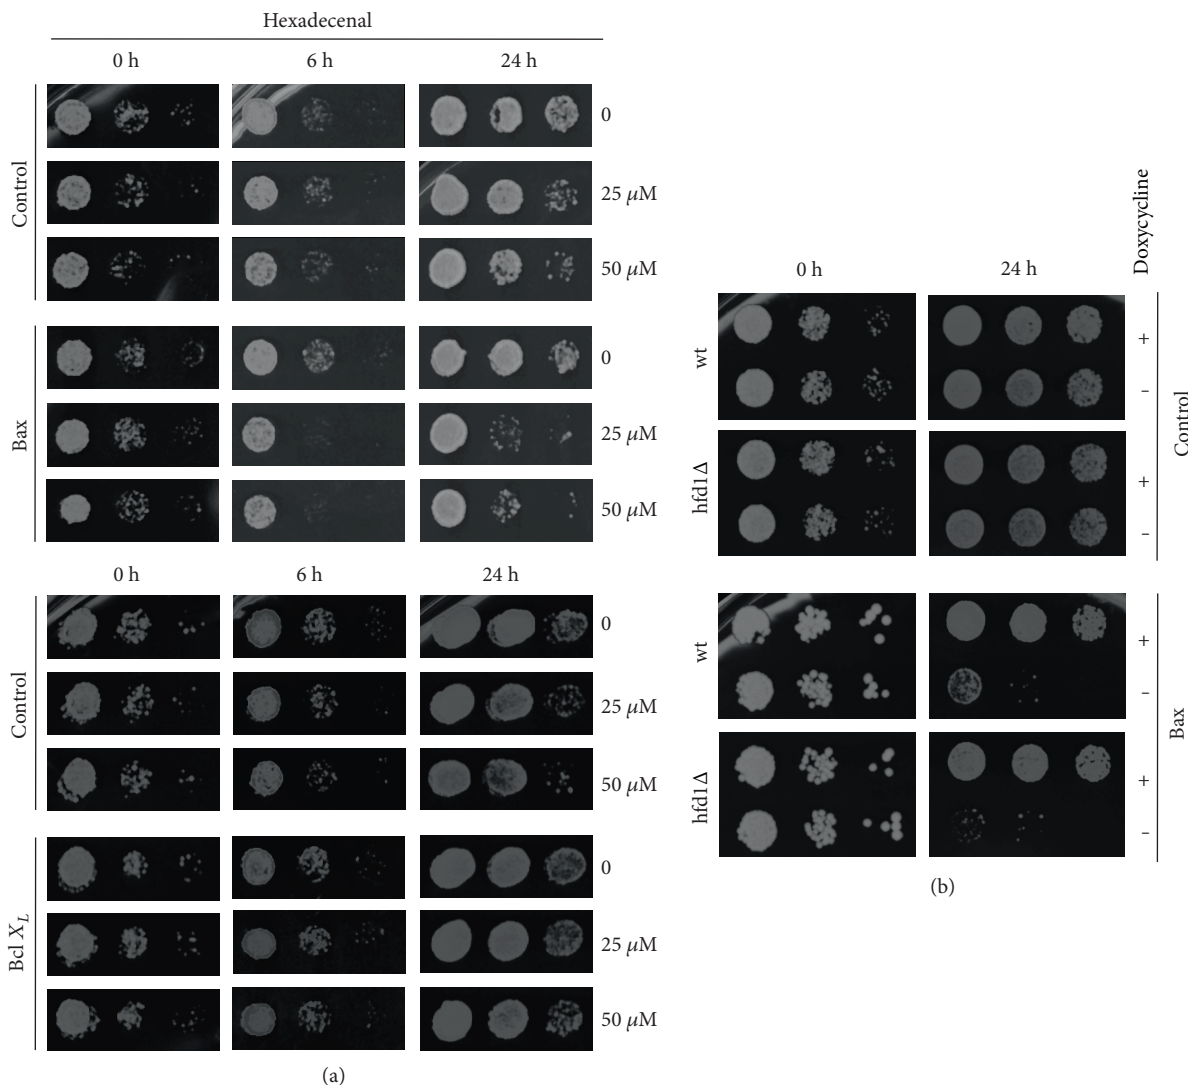 Hexadecenal
0 h 6 h 24 h
Control
0
25 μM
50 μM
Bax
0
25 μM
50 μM
0 h 6 h 24 h
Control
0
25 μM
50 μM
Bcl X_L
0
25 μM
50 μM
(a)
Doxycycline
0 h 24 h
wt
+
–
hfd1Δ
+
–
Control
wt
+
–
hfd1Δ
+
–
Bax
(b)